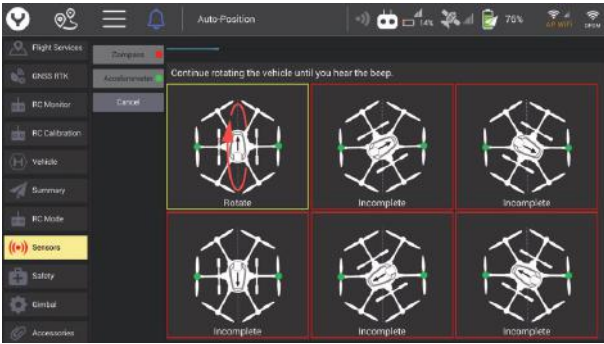 Auto-Position
14%
76%
AP WIFI
Flight Services
GNSS RTK
RC Monitor
RC Calibration
Vehicle
Summary
RC Mode
Sensors
Safety
Gimbal
Accessories
Compass
Accelerometer
Cancel
Continue rotating the vehicle until you hear the beep.
Rotate
Incomplete
Incomplete
Incomplete
Incomplete
Incomplete